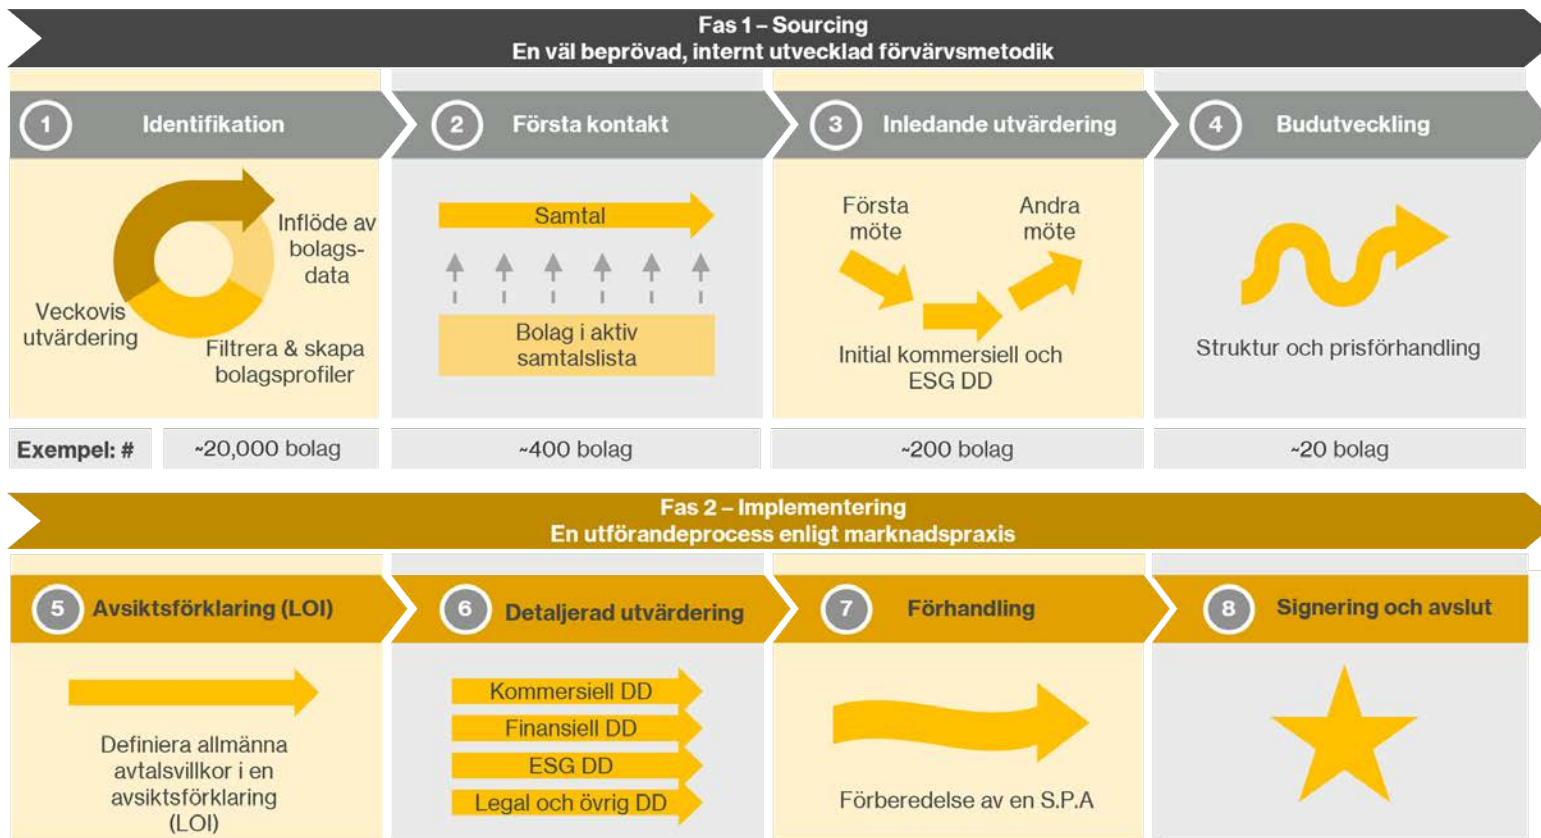 Fas 1 – Sourcing
En väl beprövad, internt utvecklad förvärvsmetodik
1
Identifikation
2
Första kontakt
3
Inledande utvärdering
4
Budutveckling
Inflöde av
bolags-
data
Veckovis
utvärdering
Filtrera & skapa
bolagsprofiler
Samtal
Bolag i aktiv
samtalslista
Första
möte
Andra
möte
Initial kommersiell och
ESG DD
Struktur och prisförhandling
Exempel: #
~20,000 bolag
~400 bolag
~200 bolag
~20 bolag
Fas 2 – Implementering
En utförandeprocess enligt marknadspraxis
5
Avsiktsförklaring (LOI)
6
Detaljerad utvärdering
7
Förhandling
8
Signering och avslut
Definiera allmänna
avtalsvillkor i en
avsiktsförklaring
(LOI)
Kommersiell DD
Finansiell DD
ESG DD
Legal och övrig DD
Förberedelse av en S.P.A